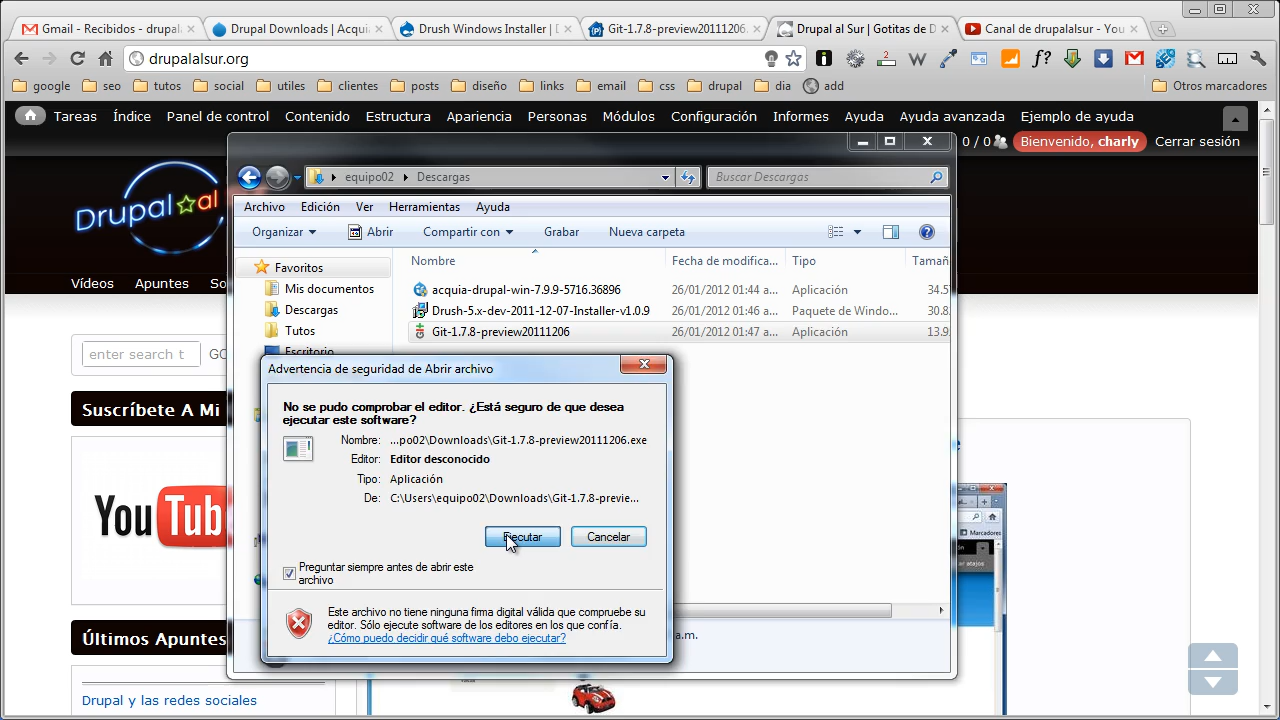 Gmail - Recibidos - drupal
Drupal Downloads | Acqui
Drush Windows Installer | D
Git-1.7.8-preview20111206.
Drupal al Sur | Gotitas de D
Canal de drupalalsur - You
drupalalsur.org
google
seo
tutos
social
utiles
clientes
posts
diseño
links
email
css
drupal
dia
add
Otros marcadores
Tareas
Índice
Panel de control
Contenido
Estructura
Apariencia
Personas
Módulos
Configuración
Informes
Ayuda
Ayuda avanzada
Ejemplo de ayuda
0 / 0
Bienvenido, charly
Cerrar sesión
Drupal al
equipo02
Descargas
Buscar Descargas
Archivo
Edición
Ver
Herramientas
Ayuda
Organizar
Abrir
Compartir con
Grabar
Nueva carpeta
Nombre
Fecha de modifica...
Tipo
Tamañ
Favoritos
Mis documentos
Descargas
Tutos
Escritorio
acquia-drupal-win-7.9.9-5716.36896
26/01/2012 01:44 a...
Aplicación
34.5
Drush-5.x-dev-2011-12-07-Installer-v1.0.9
26/01/2012 01:46 a...
Paquete de Windo...
30.8
Git-1.7.8-preview20111206
26/01/2012 01:47 a...
Aplicación
13.9
Vídeos
Apuntes
So
enter search t
GO
Suscríbete A Mi
YouTub
Últimos Apuntes
Drupal y las redes sociales
Advertencia de seguridad de Abrir archivo
No se pudo comprobar el editor. ¿Está seguro de que desea
ejecutar este software?
Nombre: ...po02\Downloads\Git-1.7.8-preview20111206.exe
Editor: Editor desconocido
Tipo: Aplicación
De: C:\Users\equipo02\Downloads\Git-1.7.8-previe...
Ejecutar
Cancelar
Preguntar siempre antes de abrir este
archivo
Este archivo no tiene ninguna firma digital válida que compruebe su
editor. Sólo ejecute software de los editores en los que confía.
¿Cómo puedo decidir qué software debo ejecutar?
a.m.
Marcadores
atajos